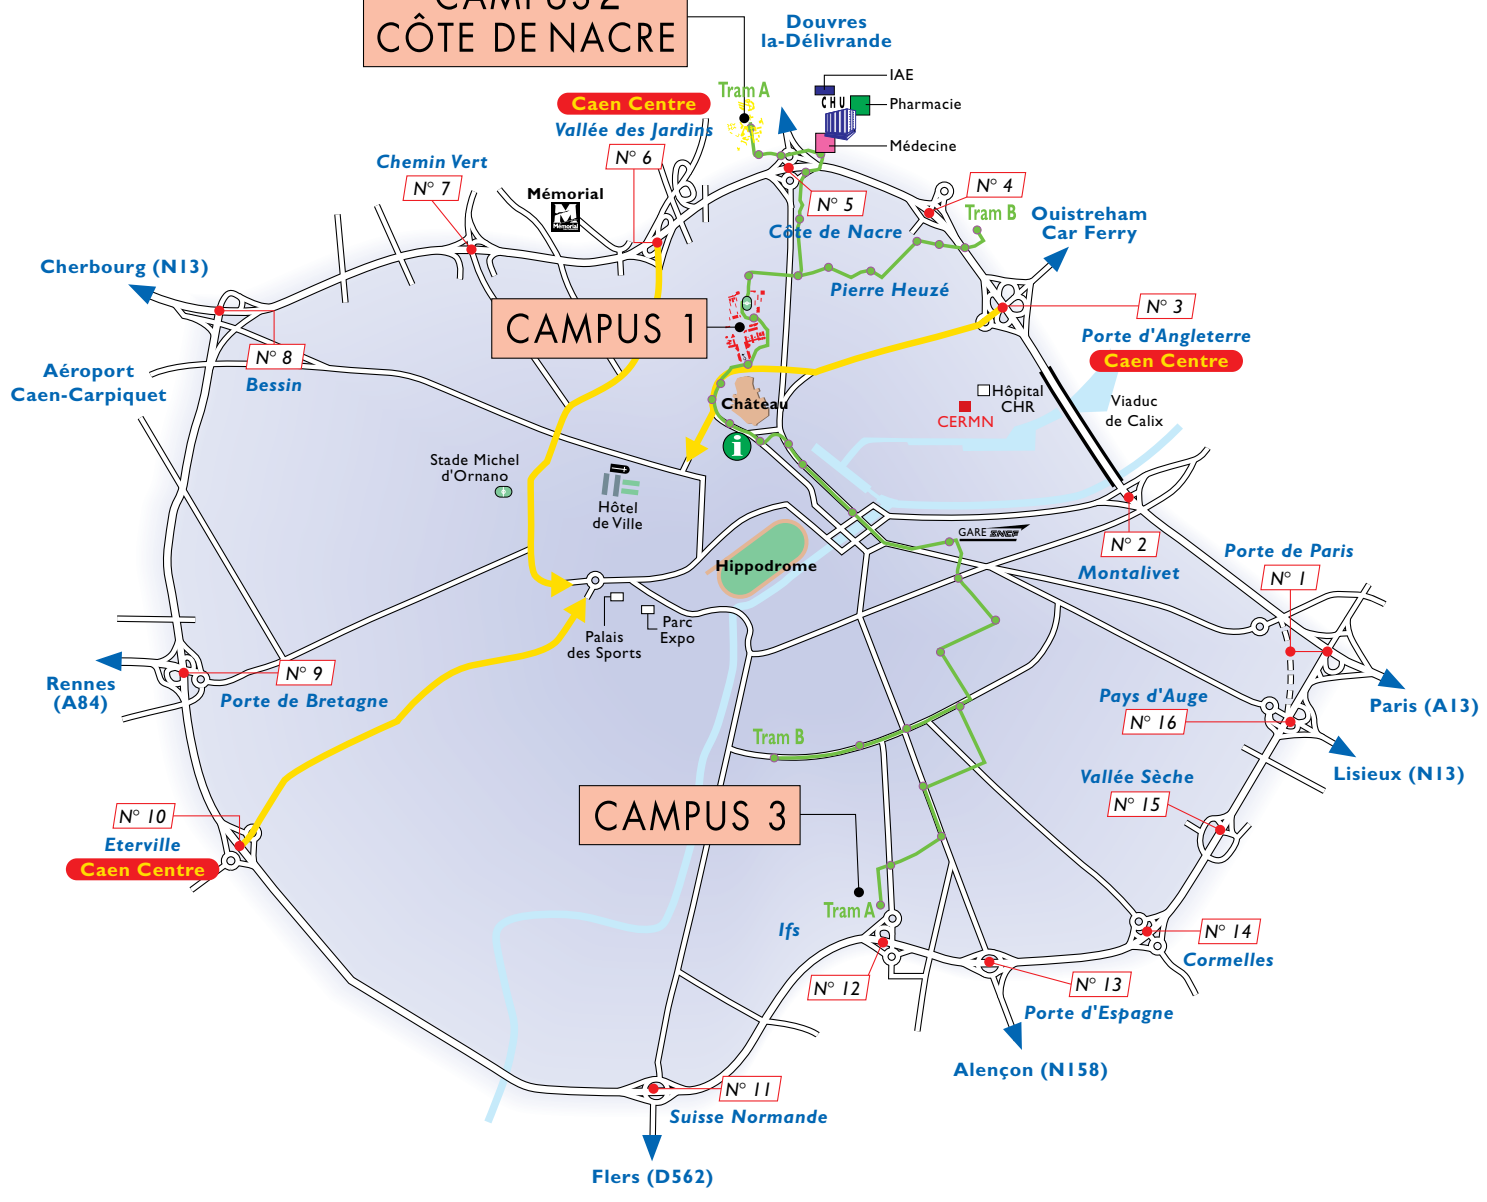 CAMPUS 2
CÔTE DE NACRE
Douvres
la-Délivrande
IAE
CHU
Pharmacie
Médecine
Tram A
Caen Centre
Vallée des Jardins
N° 6
Chemin Vert
N° 7
Mémorial
Mémorial
N° 5
Côte de Nacre
N° 4
Tram B
Ouistreham
Car Ferry
Pierre Heuzé
Cherbourg (N13)
N° 3
Porte d'Angleterre
Caen Centre
CAMPUS 1
N° 8
Bessin
Aéroport
Caen-Carpiquet
Château
i
Hôpital
CHR
CERMN
Viaduc
de Calix
Stade Michel
d'Ornano
Hôtel
de Ville
GARE SNCF
N° 2
Montalivet
Porte de Paris
N° 1
Hippodrome
Palais
des Sports
Parc
Expo
N° 9
Porte de Bretagne
Rennes
(A84)
Pays d'Auge
N° 16
Paris (A13)
Lisieux (N13)
Tram B
Vallée Sèche
N° 15
CAMPUS 3
N° 10
Eterville
Caen Centre
Tram A
Ifs
N° 12
N° 14
Cormelles
N° 13
Porte d'Espagne
Alençon (N158)
N° 11
Suisse Normande
Flers (D562)